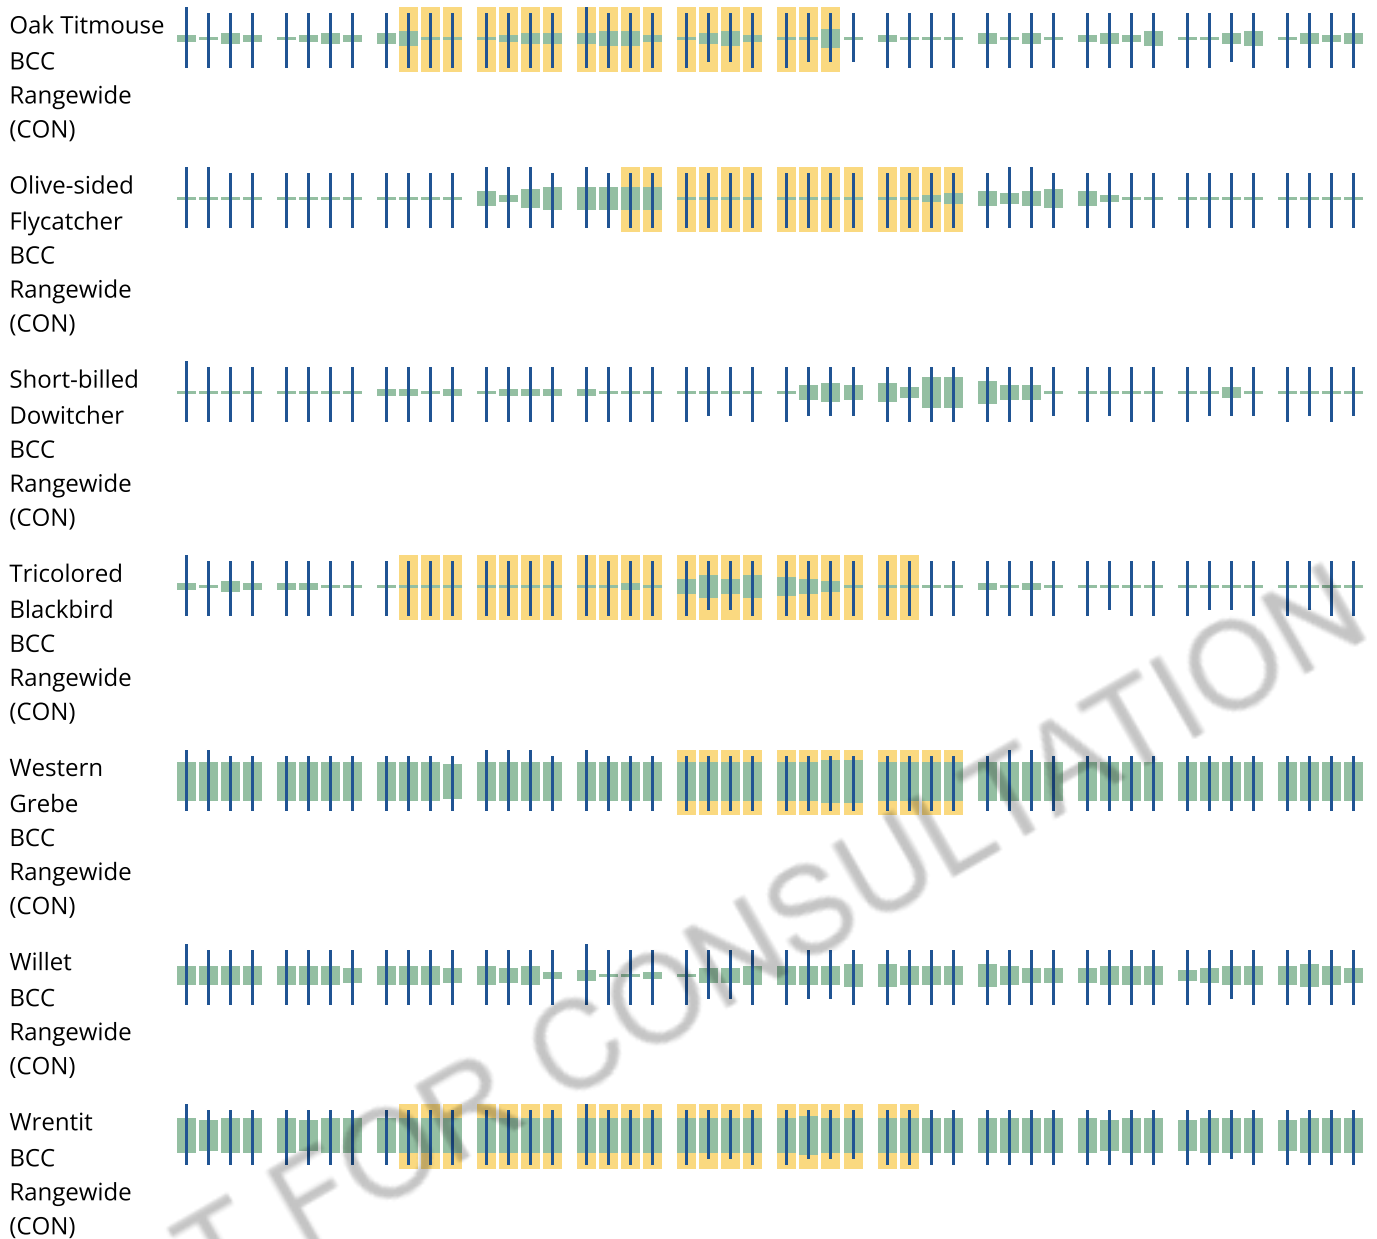 Oak Titmouse
BCC
Rangewide
(CON)
Olive-sided
Flycatcher
BCC
Rangewide
(CON)
Short-billed
Dowitcher
BCC
Rangewide
(CON)
Tricolored
Blackbird
BCC
Rangewide
(CON)
Western
Grebe
BCC
Rangewide
(CON)
Willet
BCC
Rangewide
(CON)
Wrentit
BCC
Rangewide
(CON)
T FOR CONSULTATION